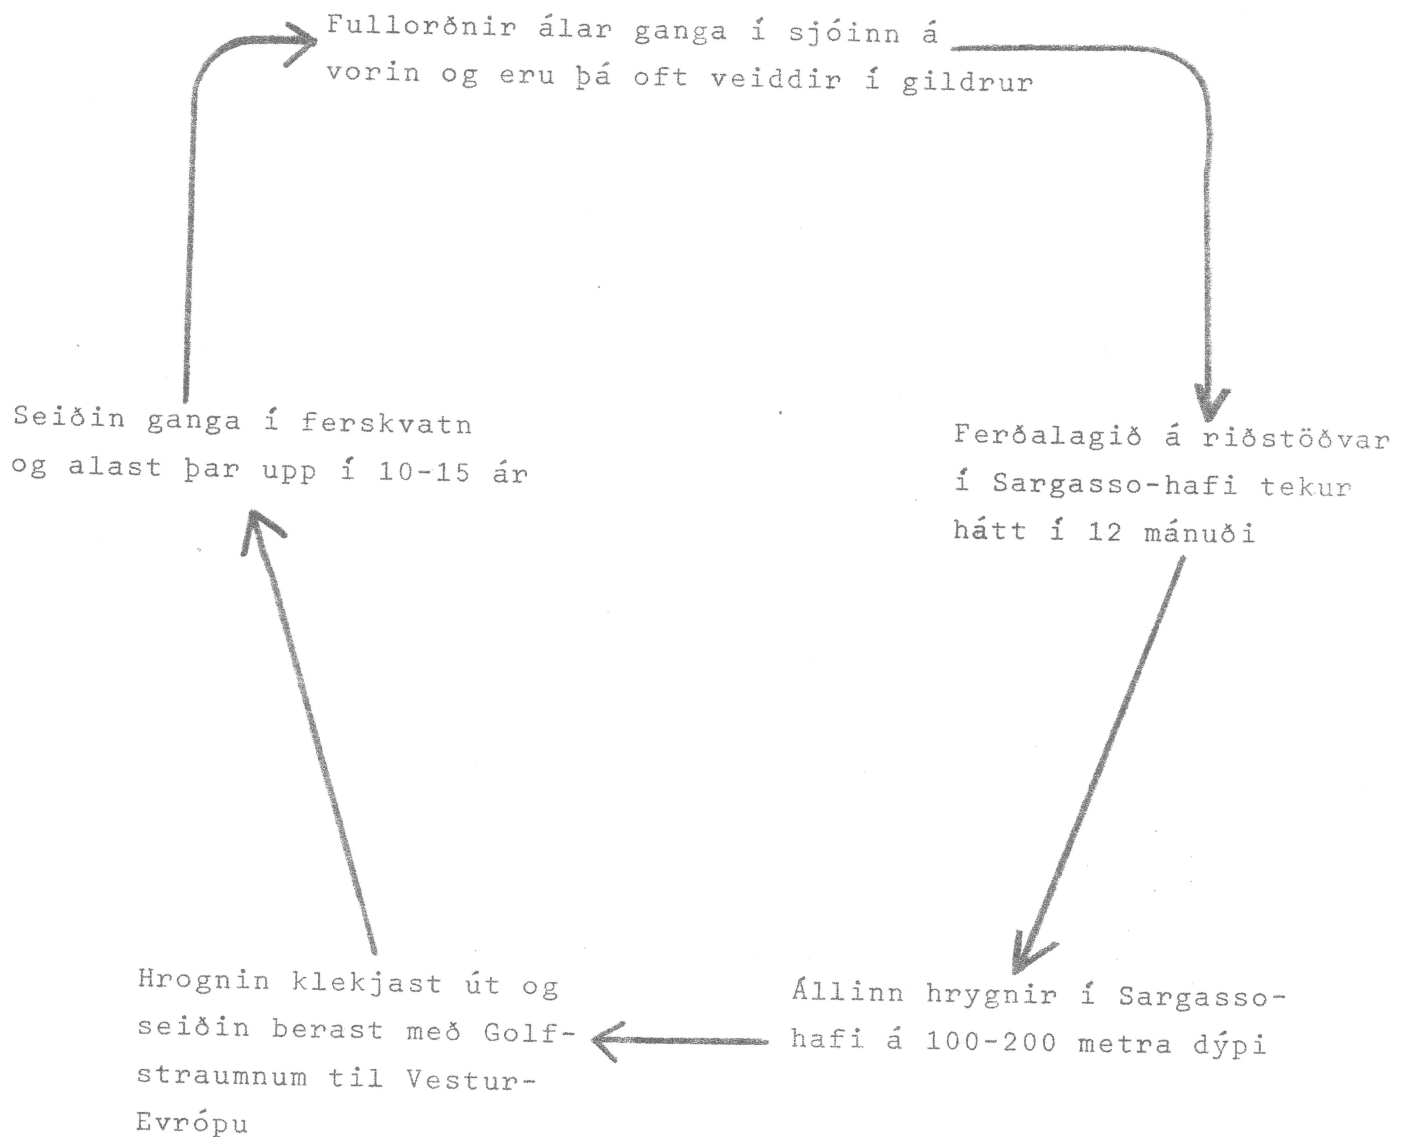 Fullorðnir álar ganga í sjóinn á
vorin og eru þá oft veiddir í gildrur
Ferðalagið á riðstöðvar
í Sargasso-hafi tekur
hátt í 12 mánuði
Állinn hrygnir í Sargasso-
hafi á 100-200 metra dýpi
Hrognin klekjast út og
seiðin berast með Golf-
straumnum til Vestur-
Evrópu
Seiðin ganga í ferskvatn
og alast þar upp í 10-15 ár